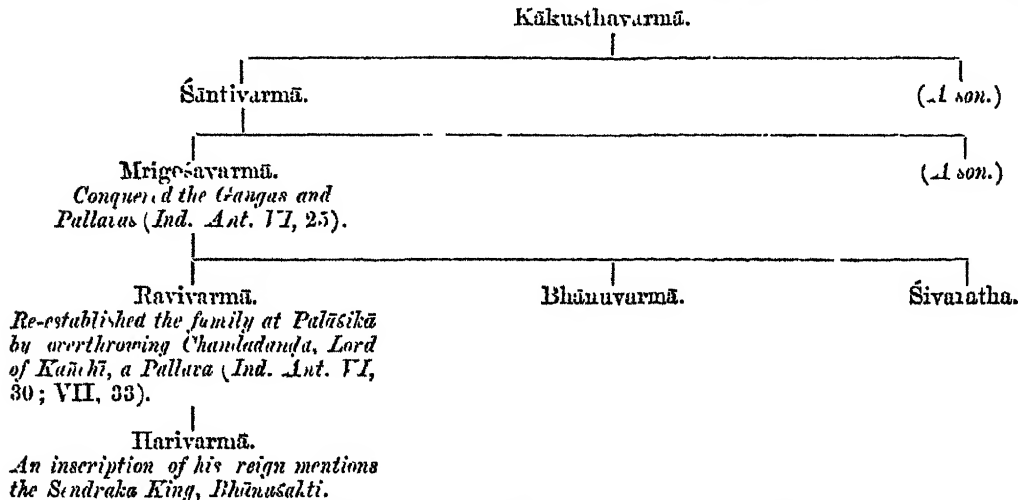 Kākusthavarmā.
Śāntivarmā. (A son.)
Mrigeśavarmā. (A son.)
Conquered the Gangas and
Pallavas (Ind. Ant. VI, 25).
Ravivarmā. Bhānuvarmā. Śivaratha.
Re-established the family at Palāśikā
by overthrowing Chaṇḍadaṇḍa, Lord
of Kāñchī, a Pallava (Ind. Ant. VI,
30; VII, 33).
Harivarmā.
An inscription of his reign mentions
the Sendraka King, Bhānuśakti.